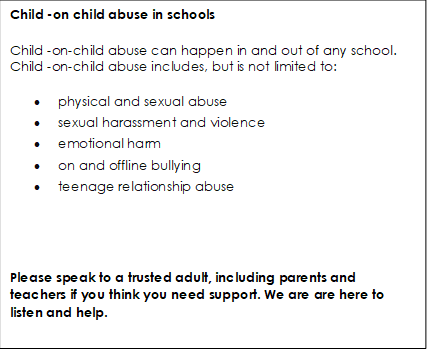 Child -on child abuse in schools
Child -on-child abuse can happen in and out of any school.
Child -on-child abuse includes, but is not limited to:
• physical and sexual abuse
• sexual harassment and violence
• emotional harm
• on and offline bullying
• teenage relationship abuse
Please speak to a trusted adult, including parents and
teachers if you think you need support. We are are here to
listen and help.